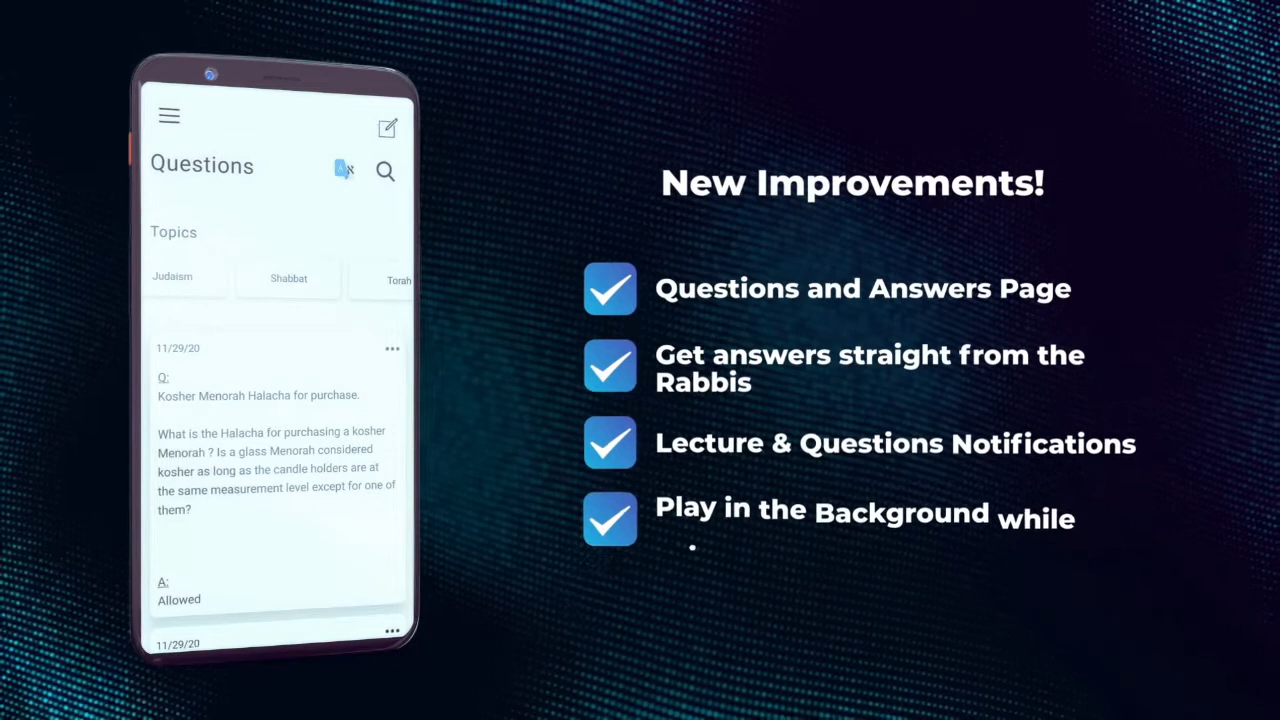 Questions
Topics
Judaism
Shabbat
Torah
11/29/20
Q:
Kosher Menorah Halacha for purchase.
What is the Halacha for purchasing a kosher
Menorah ? Is a glass Menorah considered
kosher as long as the candle holders are at
the same measurement level except for one of
them?
A:
Allowed
11/29/20
New Improvements!
Questions and Answers Page
Get answers straight from the
Rabbis
Lecture & Questions Notifications
Play in the Background while